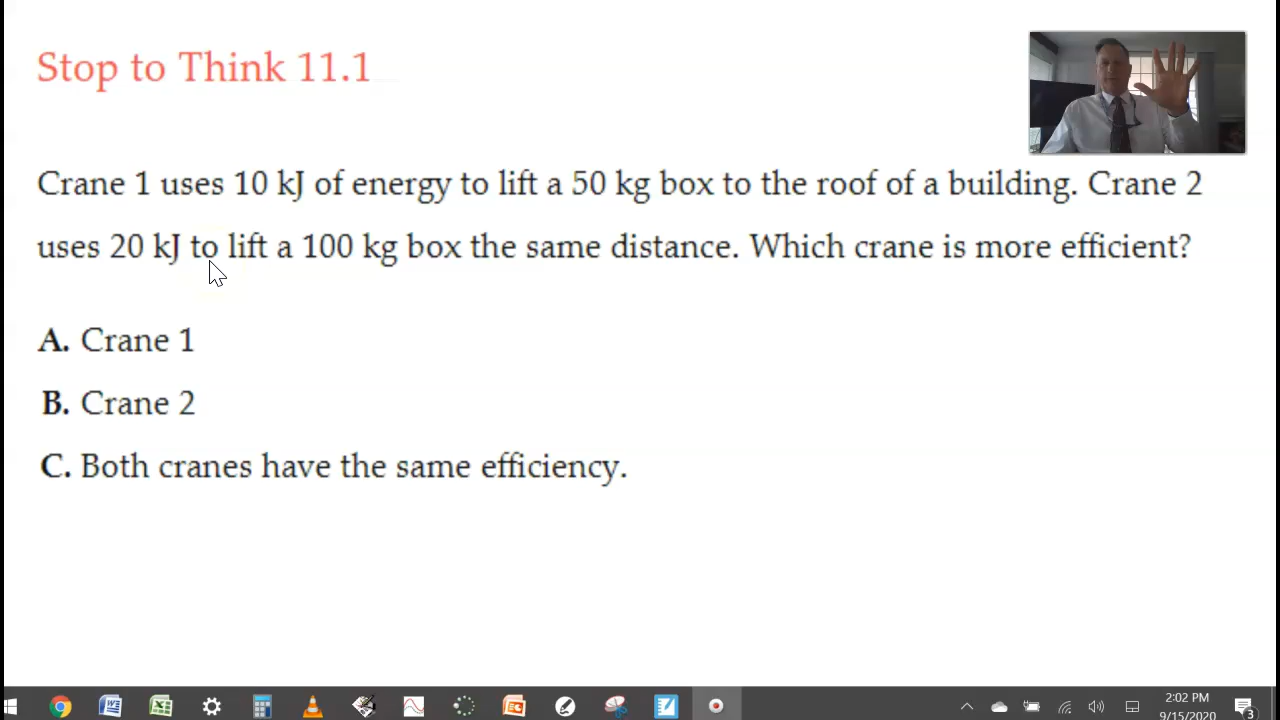 Stop to Think 11.1
Crane 1 uses 10 kJ of energy to lift a 50 kg box to the roof of a building. Crane 2
uses 20 kJ to lift a 100 kg box the same distance. Which crane is more efficient?
A. Crane 1
B. Crane 2
C. Both cranes have the same efficiency.
2:02 PM
9/15/2020
3